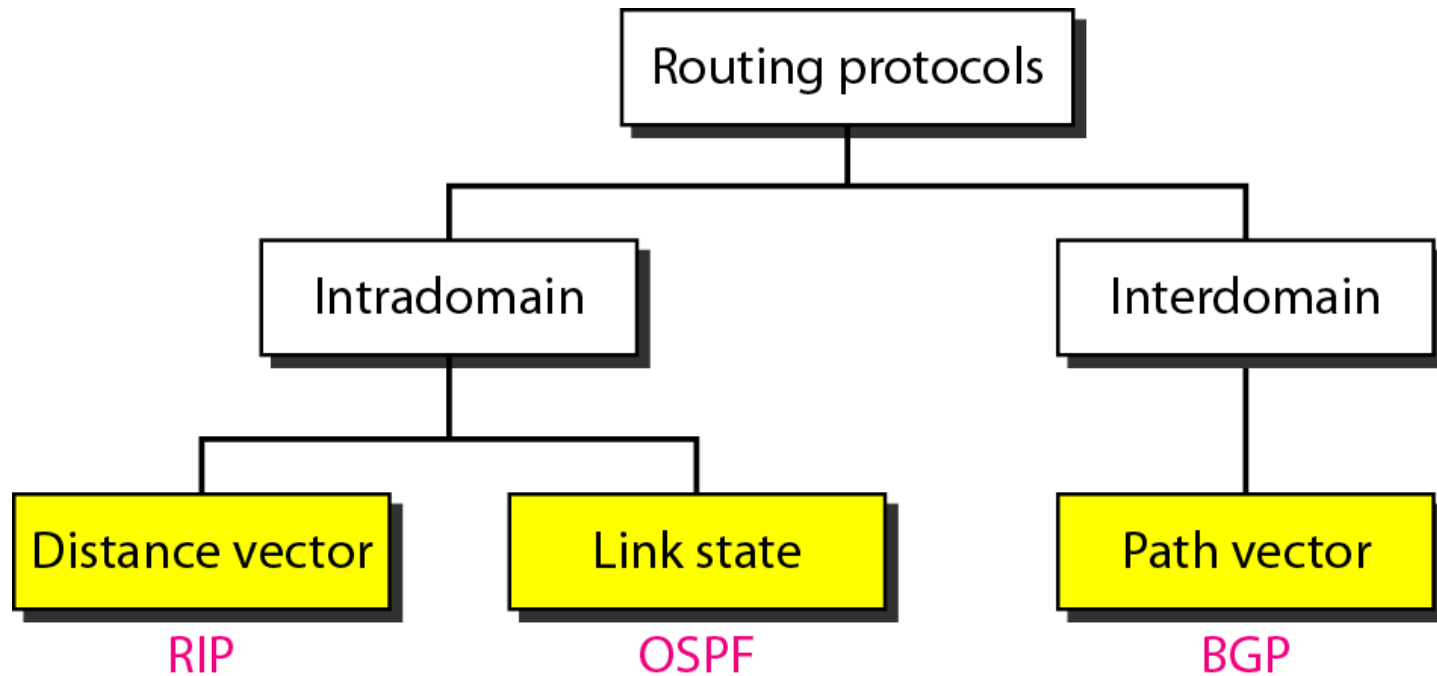 Routing protocols
Intradomain
Interdomain
Distance vector
Link state
Path vector
RIP
OSPF
BGP